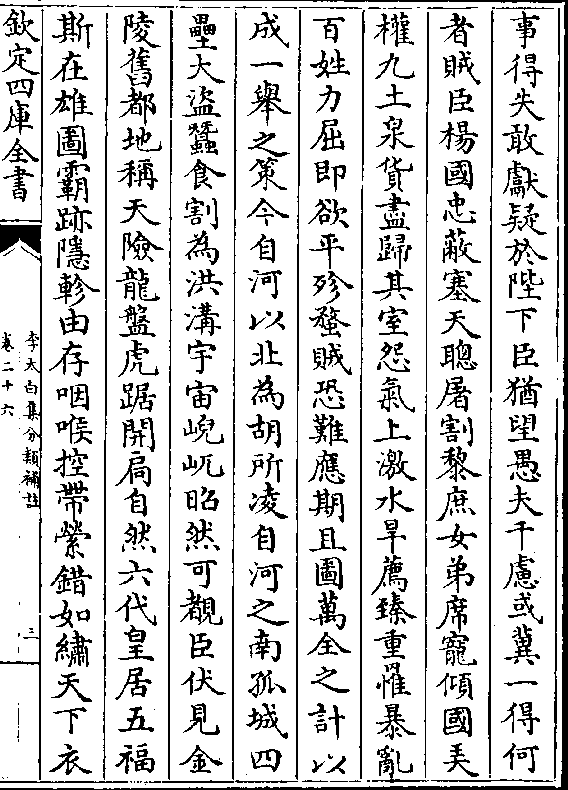 事得失敢獻疑於陛下臣猶望愚夫千慮或冀一得何
者賊臣楊國忠蔽塞天聰屠割黎庶女弟席寵傾國弄
權九土泉貨盡歸其室怨氣上激水旱薦臻重罹暴亂
百姓力屈即欲平殄蝥賊恐難應期且圖萬全之計以
成一舉之策今自河以北為胡所凌自河之南孤城四
壘大盜蠶食割為洪溝宇宙嵲屼昭然可覩臣伏見金
陵舊都地稱天險龍盤虎踞開扃自然六代皇居五福
斯在雄圖霸跡隱軫由存咽喉控帶縈錯如繡天下衣
欽定四庫全書
李太白集分類補註
卷二十六
三